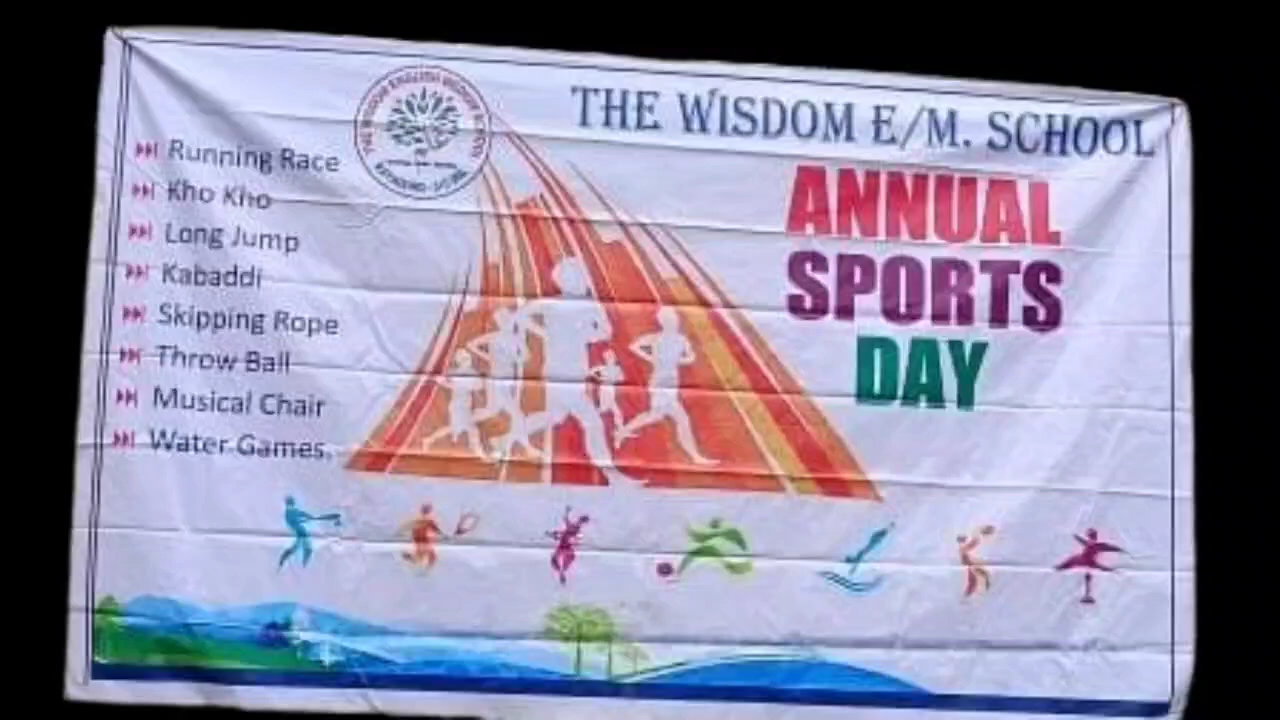 THE WISDOM E/M. SCHOOL
ANNUAL
SPORTS
DAY
Running Race
Kho Kho
Long Jump
Kabaddi
Skipping Rope
Throw Ball
Musical Chair
Water Games.